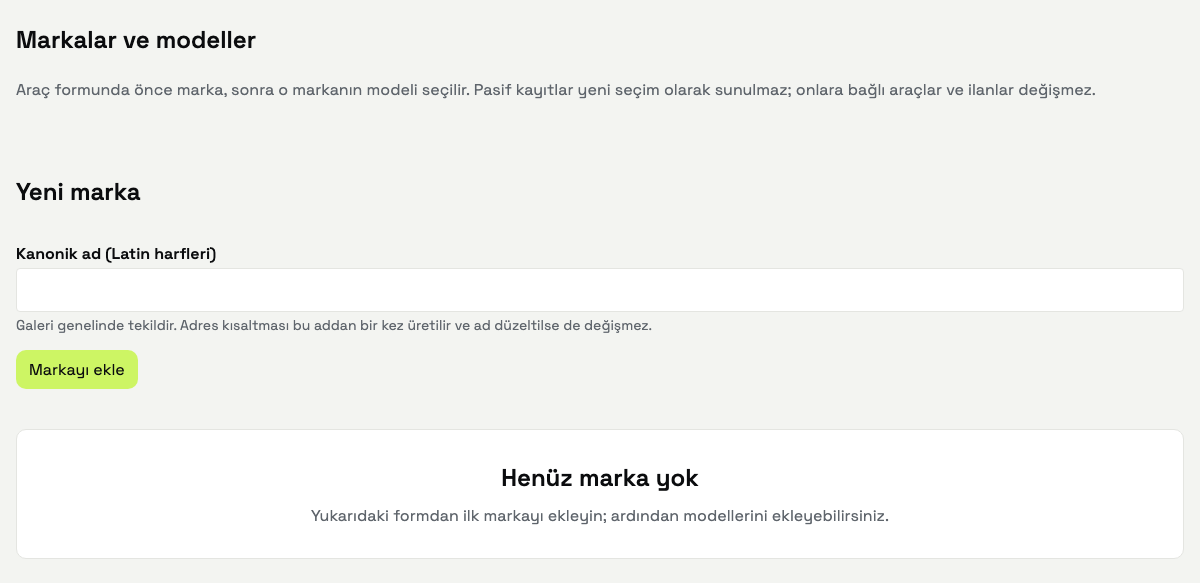 Markalar ve modeller
Araç formunda önce marka, sonra o markanın modeli seçilir. Pasif kayıtlar yeni seçim olarak sunulmaz; onlara bağlı araçlar ve ilanlar değişmez.
Yeni marka
Kanonik ad (Latin harfleri)
Galeri genelinde tekildir. Adres kısaltması bu addan bir kez üretilir ve ad düzeltilse de değişmez.
Markayı ekle
Henüz marka yok
Yukarıdaki formdan ilk markayı ekleyin; ardından modellerini ekleyebilirsiniz.